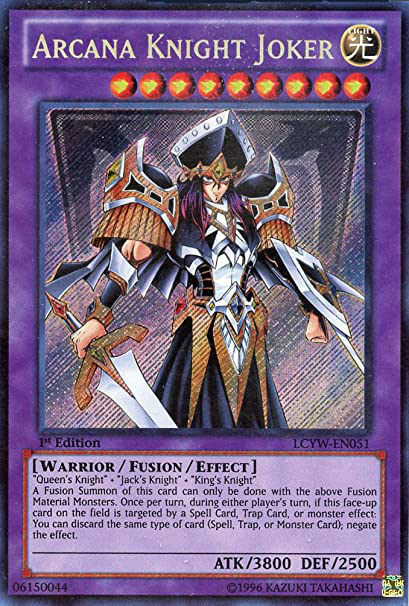 ARCANA KNIGHT JOKER
LIGHT
光
1st Edition
LCYW-EN051
[WARRIOR / FUSION / EFFECT]
"Queen's Knight" + "Jack's Knight" + "King's Knight"
A Fusion Summon of this card can only be done with the above Fusion
Material Monsters. Once per turn, during either player's turn, if this face-up
card on the field is targeted by a Spell Card, Trap Card, or monster effect:
You can discard the same type of card (Spell, Trap, or Monster Card); negate
the effect.
ATK/3800 DEF/2500
06150044
©1996 KAZUKI TAKAHASHI